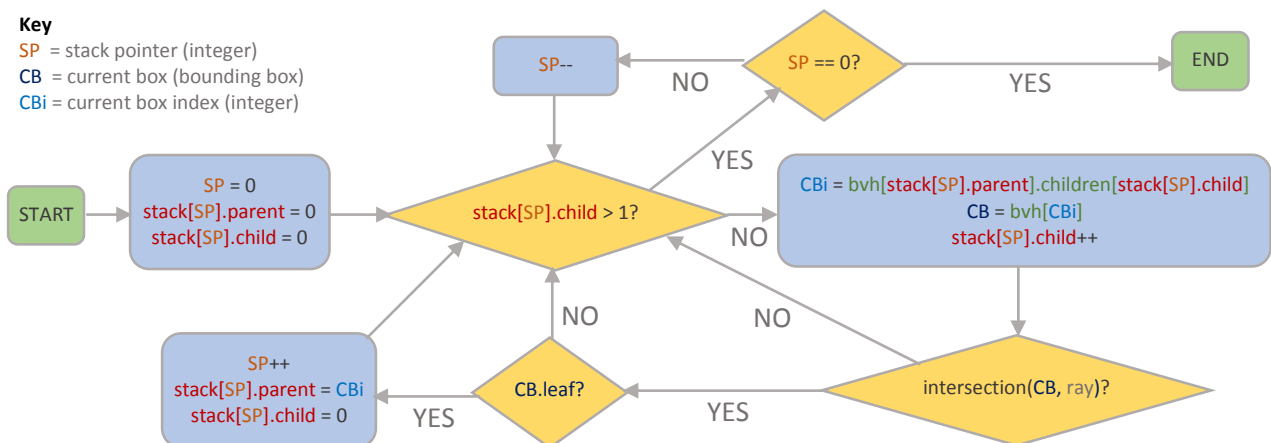 Key
SP = stack pointer (integer)
CB = current box (bounding box)
CBi = current box index (integer)
SP--
SP == 0?
END
NO
YES
YES
START
SP = 0
stack[SP].parent = 0
stack[SP].child = 0
stack[SP].child > 1?
NO
CBi = bvh[stack[SP].parent].children[stack[SP].child]
CB = bvh[CBi]
stack[SP].child++
NO
NO
SP++
stack[SP].parent = CBi
stack[SP].child = 0
YES
CB.leaf?
YES
intersection(CB, ray)?